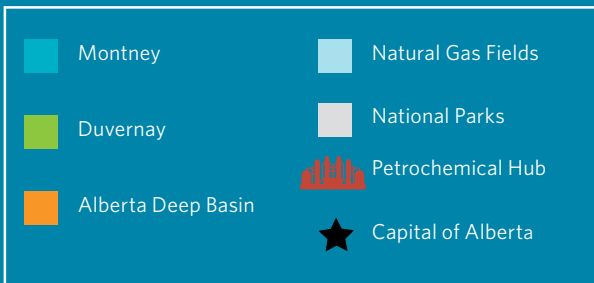 Montney
Duvernay
Alberta Deep Basin
Natural Gas Fields
National Parks
Petrochemical Hub
Capital of Alberta